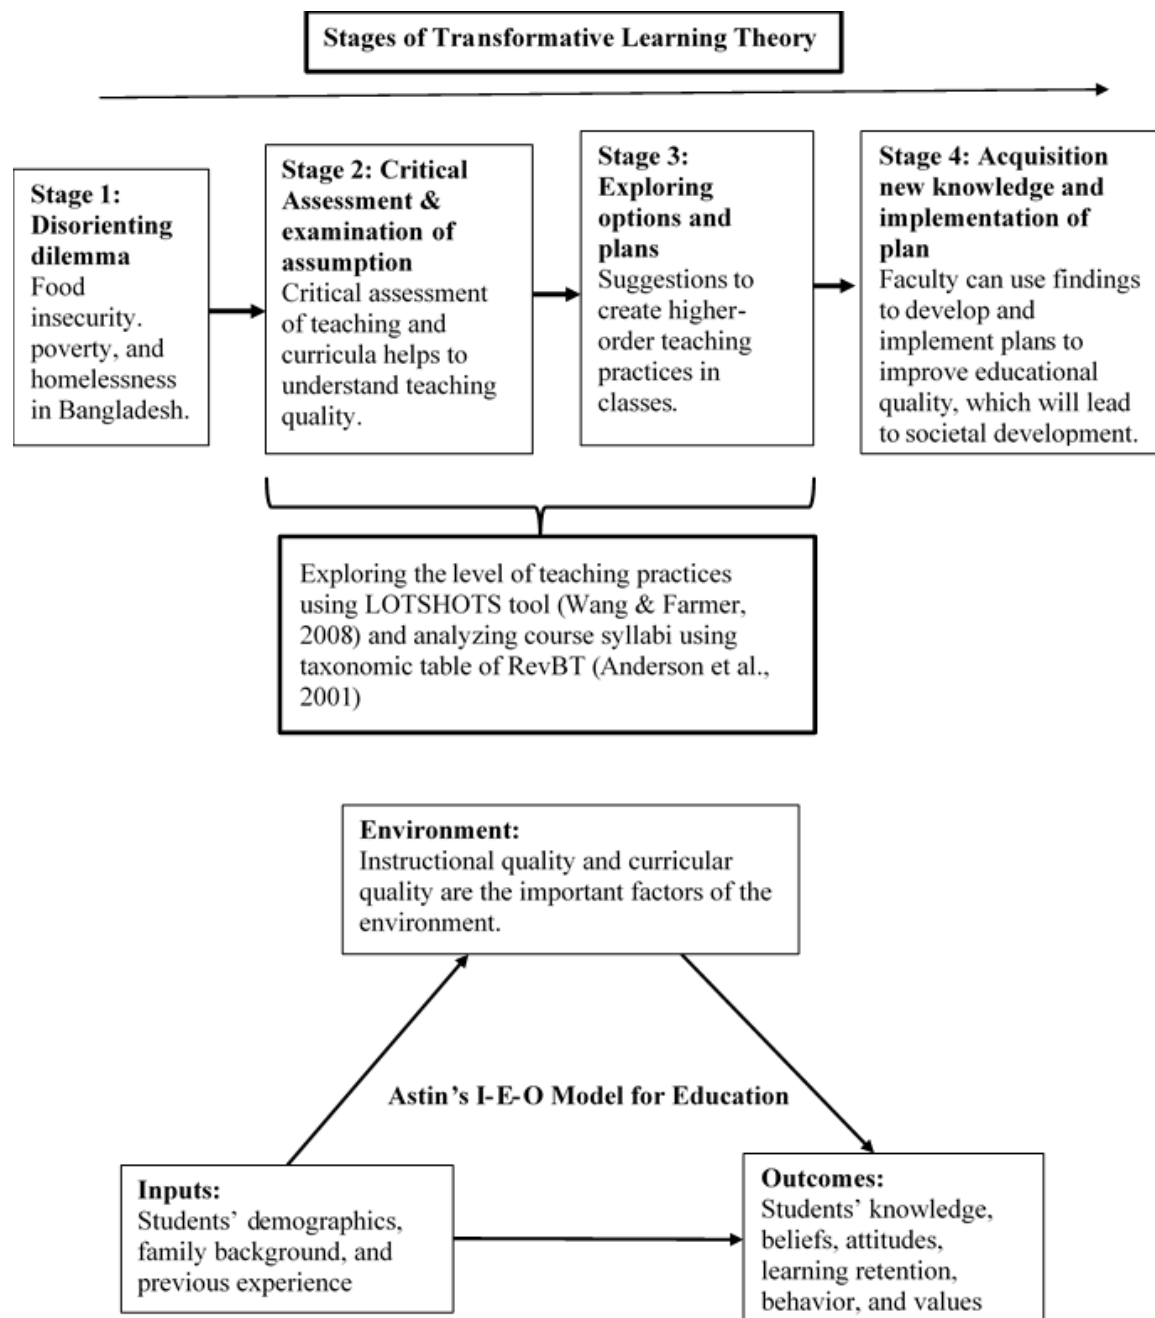 Stages of Transformative Learning Theory
Stage 1:
Disorienting
dilemma
Food
insecurity.
poverty, and
homelessness
in Bangladesh.
Stage 2: Critical
Assessment &
examination of
assumption
Critical assessment
of teaching and
curricula helps to
understand teaching
quality.
Stage 3:
Exploring
options and
plans
Suggestions to
create higher-
order teaching
practices in
classes.
Stage 4: Acquisition
new knowledge and
implementation of
plan
Faculty can use findings
to develop and
implement plans to
improve educational
quality, which will lead
to societal development.
Exploring the level of teaching practices
using LOTSHOTS tool (Wang & Farmer,
2008) and analyzing course syllabi using
taxonomic table of RevBT (Anderson et al.,
2001)
Environment:
Instructional quality and curricular
quality are the important factors of the
environment.
Astin’s I-E-O Model for Education
Inputs:
Students’ demographics,
family background, and
previous experience
Outcomes:
Students’ knowledge,
beliefs, attitudes,
learning retention,
behavior, and values